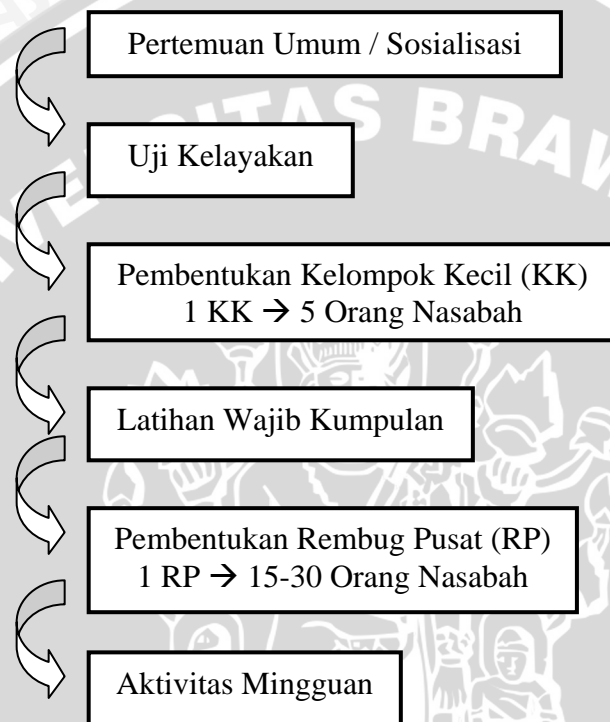 Pertemuan Umum / Sosialisasi
Uji Kelayakan
Pembentukan Kelompok Kecil (KK)
1 KK → 5 Orang Nasabah
Latihan Wajib Kumpulan
Pembentukan Rembug Pusat (RP)
1 RP → 15-30 Orang Nasabah
Aktivitas Mingguan